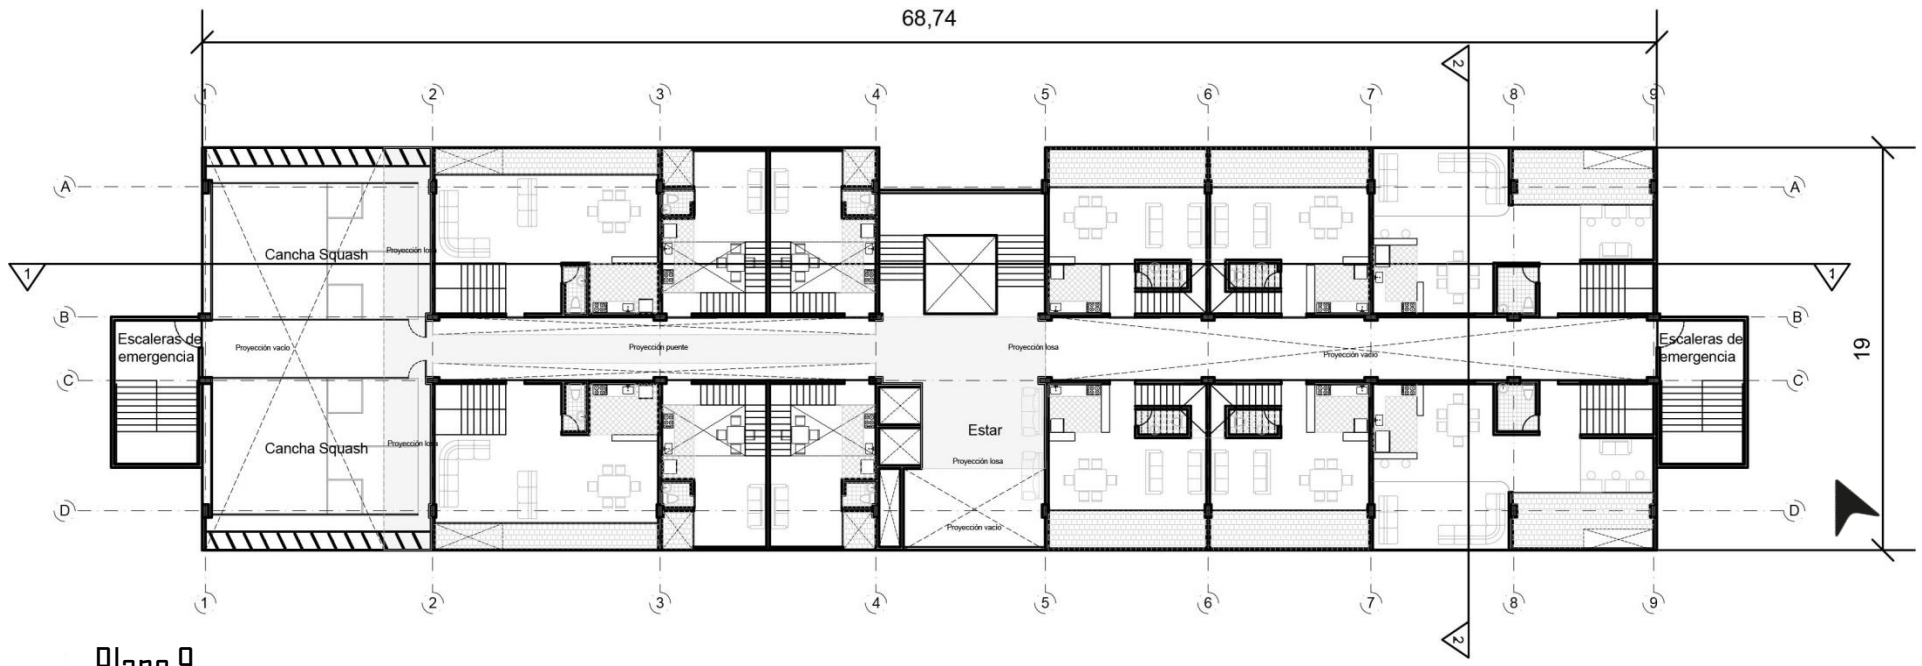 68,74
2
1 2 3 4 5 6 7 8 9
A A
Cancha Squash Proyección losa
1 1
B B
Escaleras de emergencia
Proyección vacío
Proyección puente
Proyección losa
Proyección vacío
Escaleras de emergencia
19
C C
Cancha Squash Proyección losa
Estar
Proyección losa
D D
Proyección vacío
1 2 3 4 5 6 7 8 9
2
Plano 9